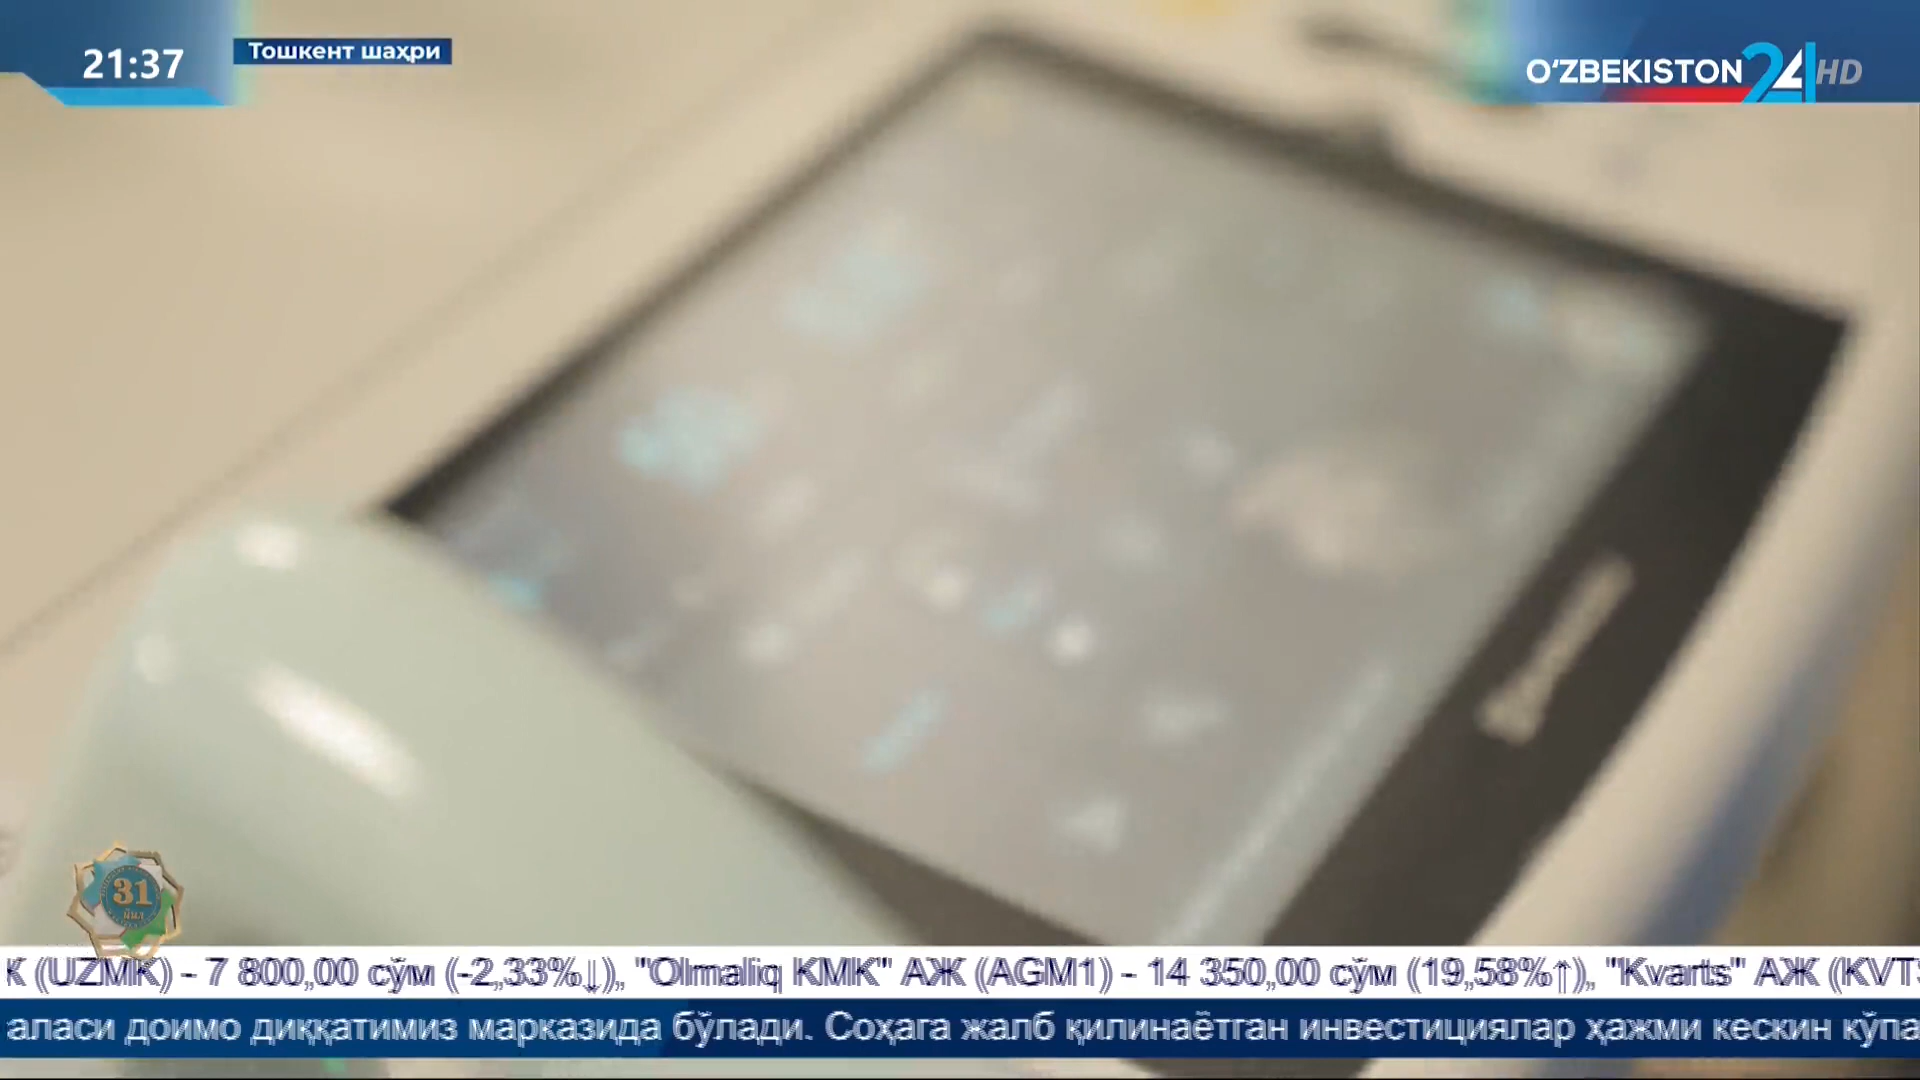 21:37
Тошкент шаҳри
O‘ZBEKISTON 24 HD
31
йил
K (UZMK) - 7 800,00 сўм (-2,33%↓), "Olmaliq KMK" АЖ (AGM1) - 14 350,00 сўм (19,58%↑), "Kvarts" АЖ (KVTS
аласи доимо диққатимиз марказида бўлади. Соҳага жалб қилинаётган инвестициялар ҳажми кескин кўпа